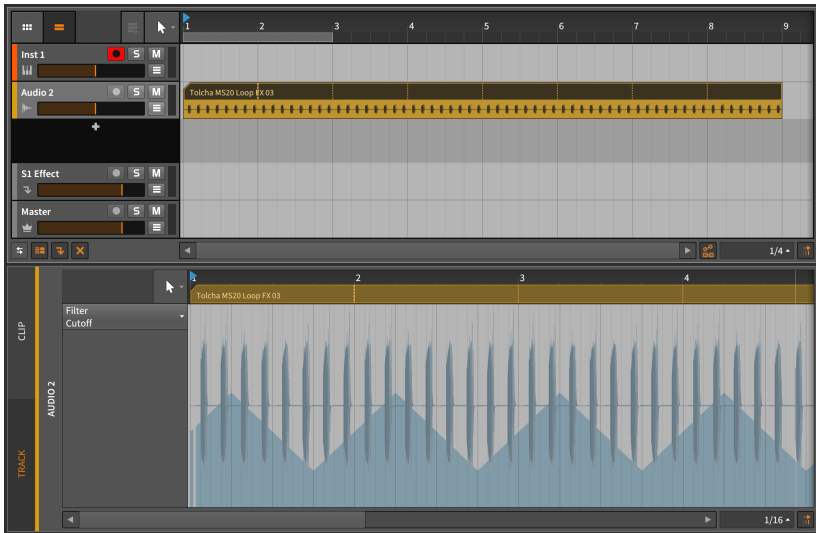 1 2 3 4 5 6 7 8 9
Inst 1 S M
Audio 2 S M
Tolcha MS20 Loop FX 03
S1 Effect S M
Master S M
1/4
1 2 3 4
Tolcha MS20 Loop FX 03
Filter
Cutoff
CLIP
AUDIO 2
TRACK
1/16